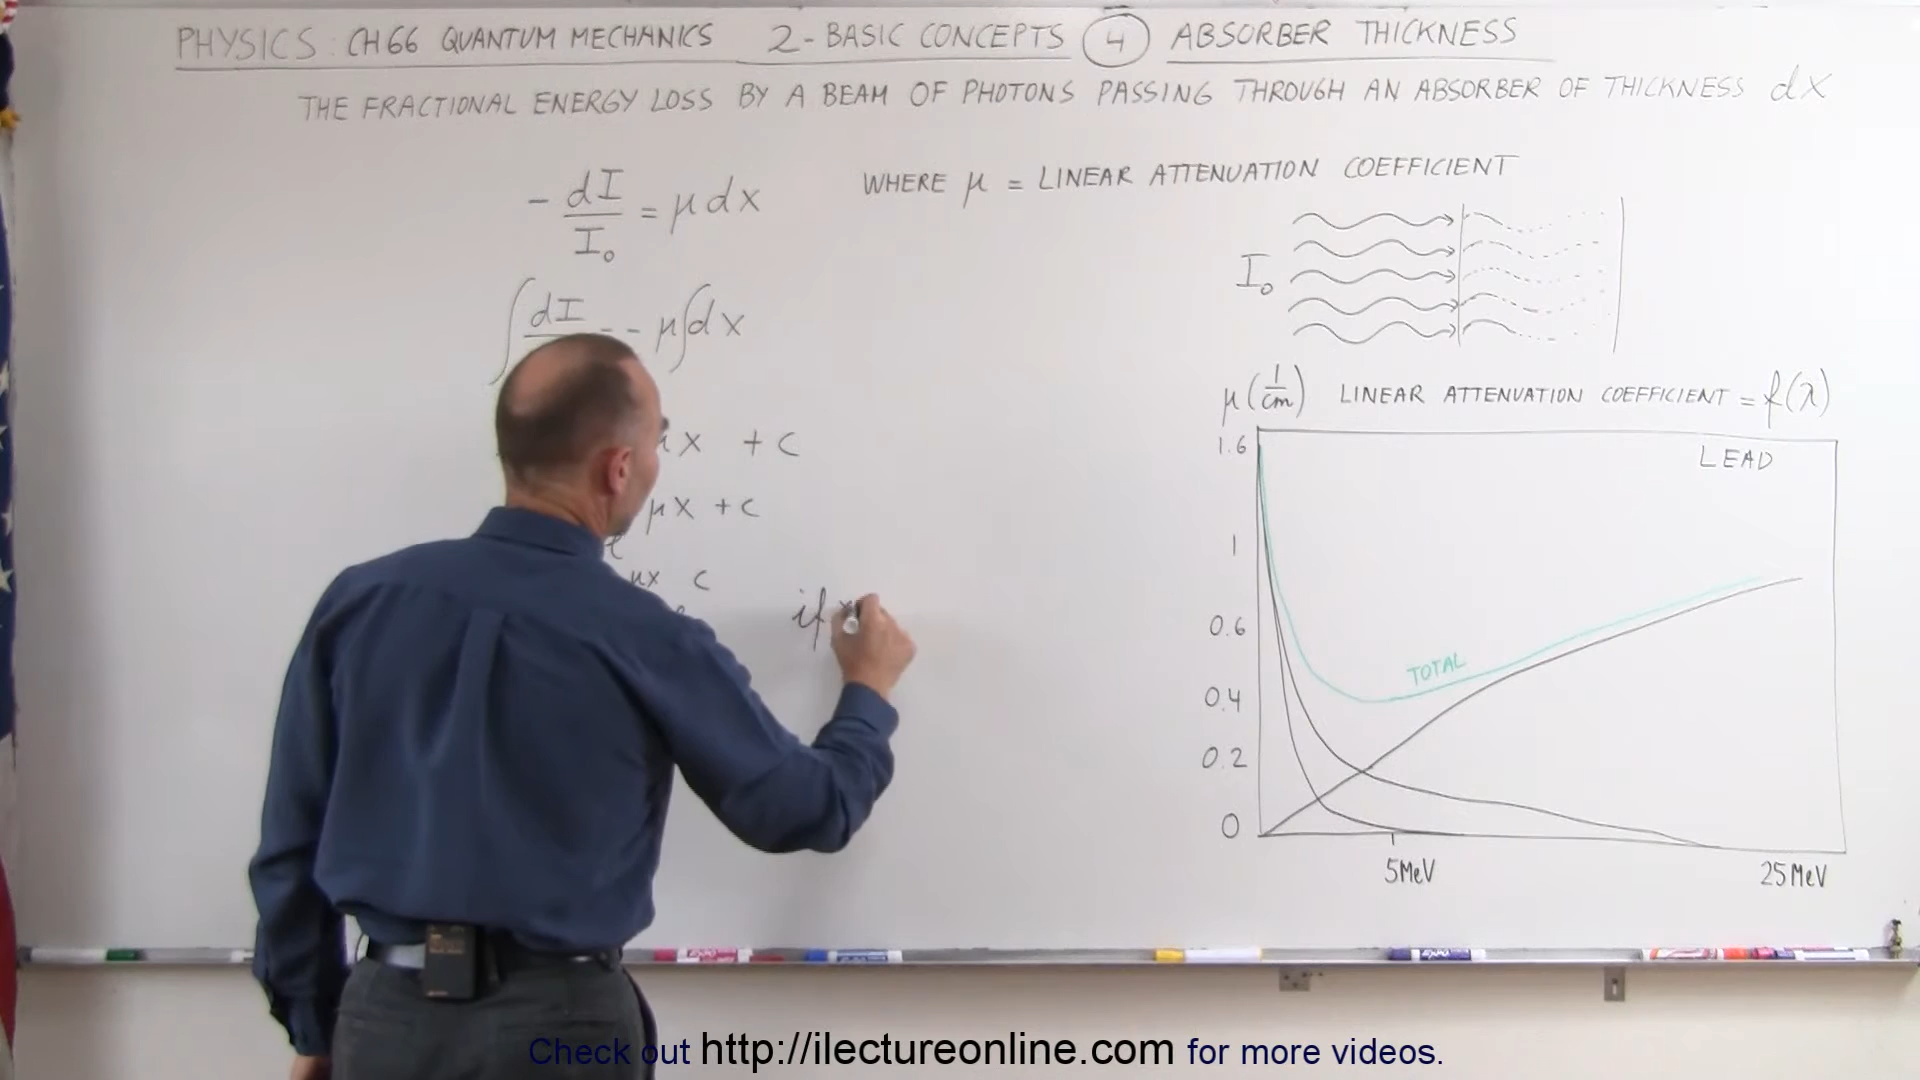 PHYSICS: CH66 QUANTUM MECHANICS 2-BASIC CONCEPTS 4 ABSORBER THICKNESS
THE FRACTIONAL ENERGY LOSS BY A BEAM OF PHOTONS PASSING THROUGH AN ABSORBER OF THICKNESS dx
- dI/I₀ = μ dx
WHERE μ = LINEAR ATTENUATION COEFFICIENT
I₀
∫ dI - μ∫dx
μ (1/cm) LINEAR ATTENUATION COEFFICIENT = f(λ)
x + c
μx + c
e
μx c
e
if x
1.6
LEAD
1
0.6
TOTAL
0.4
0.2
0
5MeV
25MeV
Check out http://ilectureonline.com for more videos.